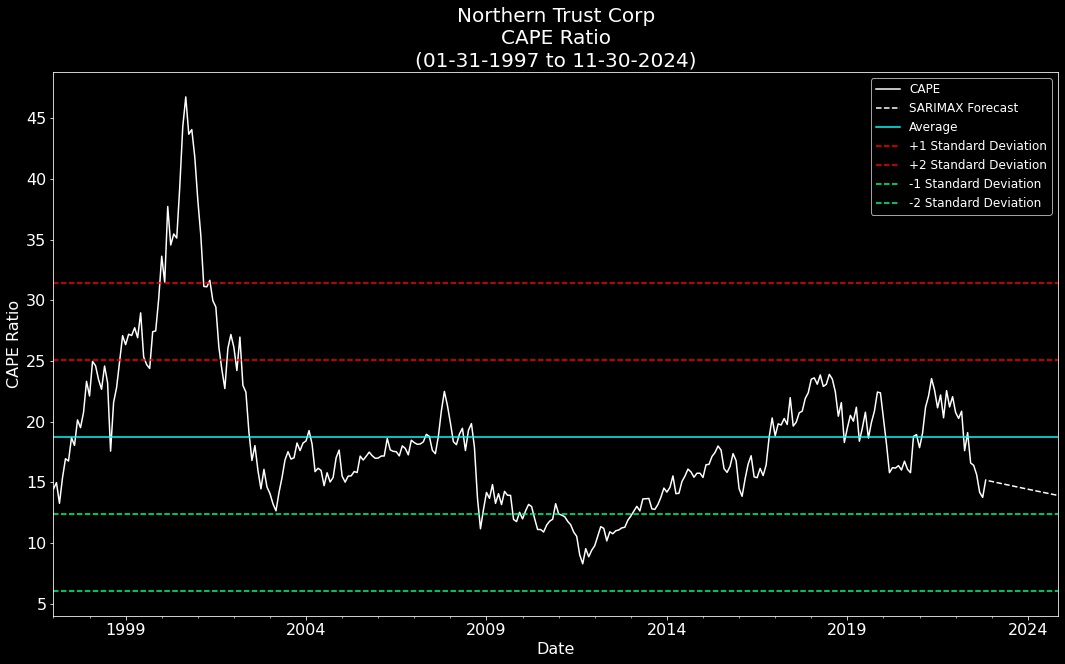 Northern Trust Corp
CAPE Ratio
(01-31-1997 to 11-30-2024)
CAPE
SARIMAX Forecast
Average
+1 Standard Deviation
+2 Standard Deviation
-1 Standard Deviation
-2 Standard Deviation
45
40
35
30
25
20
15
10
5
CAPE Ratio
1999
2004
2009
2014
2019
2024
Date